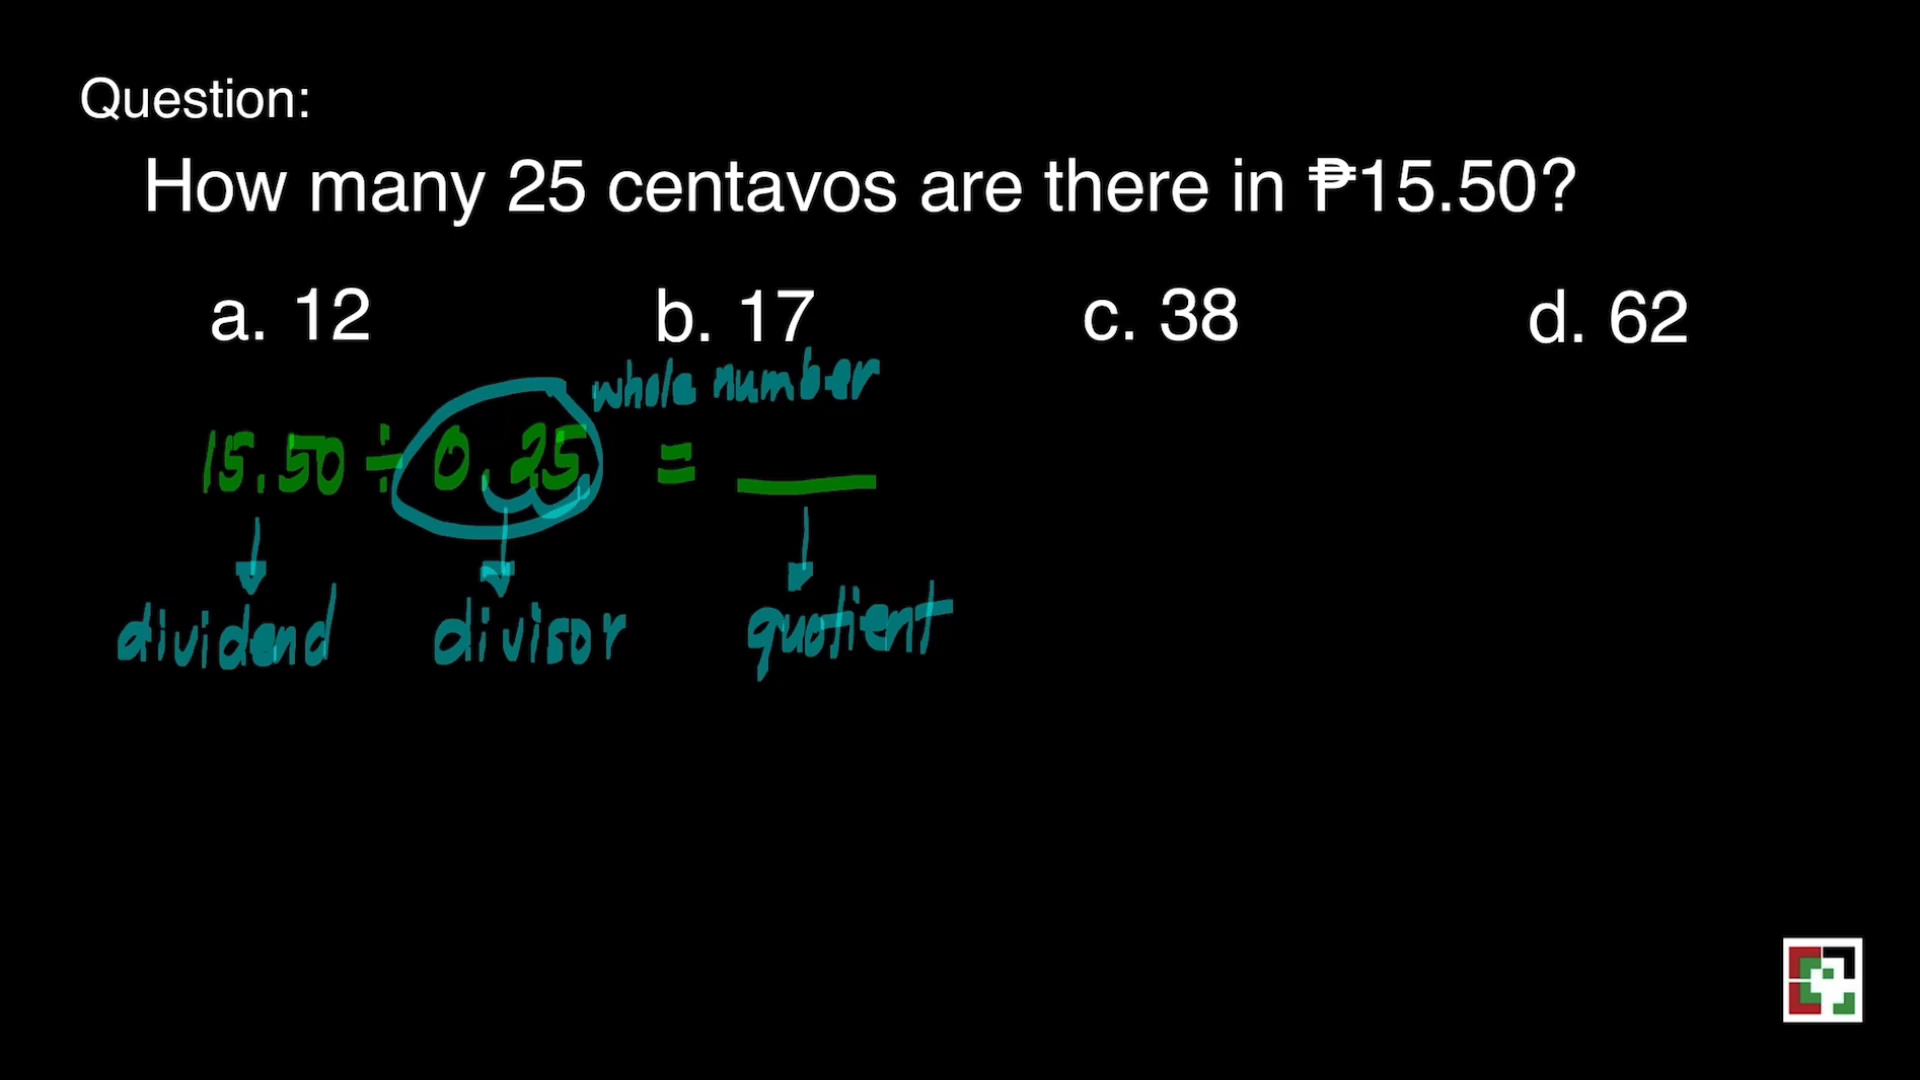 Question:
How many 25 centavos are there in ₱15.50?
a. 12 b. 17 c. 38 d. 62
whole number
15.50 ÷ 0.25. = ___
dividend divisor quotient